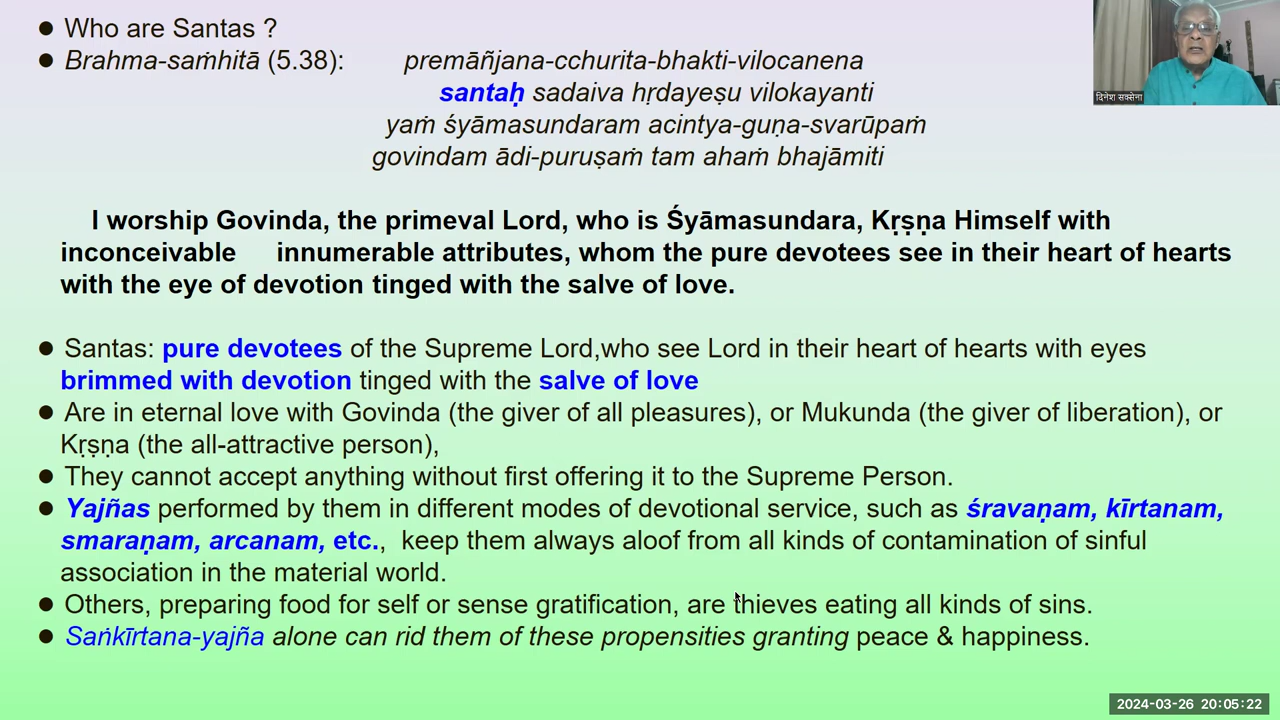 ● Who are Santas ?
● Brahma-saṁhitā (5.38): premāñjana-cchurita-bhakti-vilocanena
santaḥ sadaiva hṛdayeṣu vilokayanti
yaṁ śyāmasundaram acintya-guṇa-svarūpaṁ
govindam ādi-puruṣaṁ tam ahaṁ bhajāmiti
I worship Govinda, the primeval Lord, who is Śyāmasundara, Kṛṣṇa Himself with
inconceivable innumerable attributes, whom the pure devotees see in their heart of hearts
with the eye of devotion tinged with the salve of love.
● Santas: pure devotees of the Supreme Lord,who see Lord in their heart of hearts with eyes
brimmed with devotion tinged with the salve of love
● Are in eternal love with Govinda (the giver of all pleasures), or Mukunda (the giver of liberation), or
Kṛṣṇa (the all-attractive person),
● They cannot accept anything without first offering it to the Supreme Person.
● Yajñas performed by them in different modes of devotional service, such as śravaṇam, kīrtanam,
smaraṇam, arcanam, etc., keep them always aloof from all kinds of contamination of sinful
association in the material world.
● Others, preparing food for self or sense gratification, are thieves eating all kinds of sins.
● Saṅkīrtana-yajña alone can rid them of these propensities granting peace & happiness.
दिनेश सक्सेना
2024-03-26 20:05:22